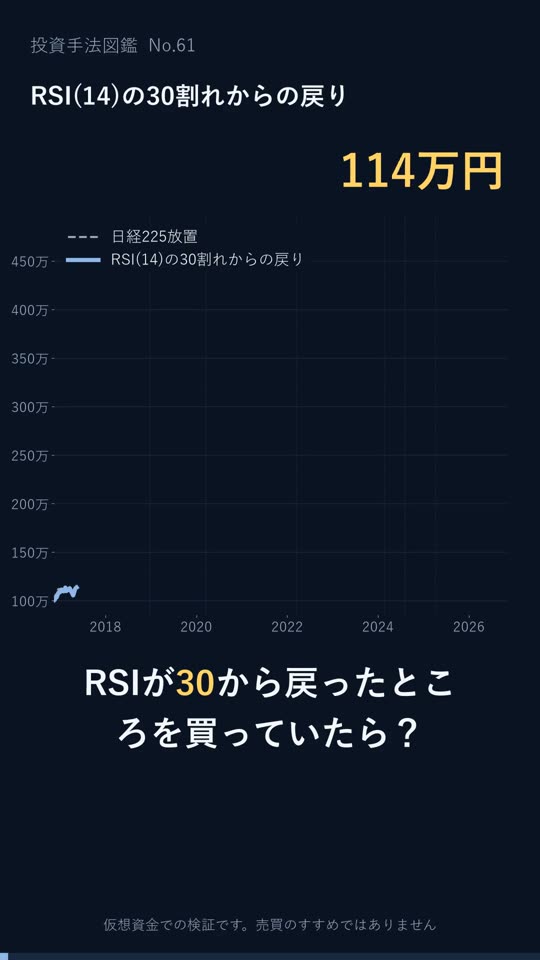 投資手法図鑑 No.61
RSI(14)の30割れからの戻り
114万円
日経225放置
RSI(14)の30割れからの戻り
450万
400万
350万
300万
250万
200万
150万
100万
2018 2020 2022 2024 2026
RSIが30から戻ったとこ
ろを買っていたら？
仮想資金での検証です。売買のすすめではありません